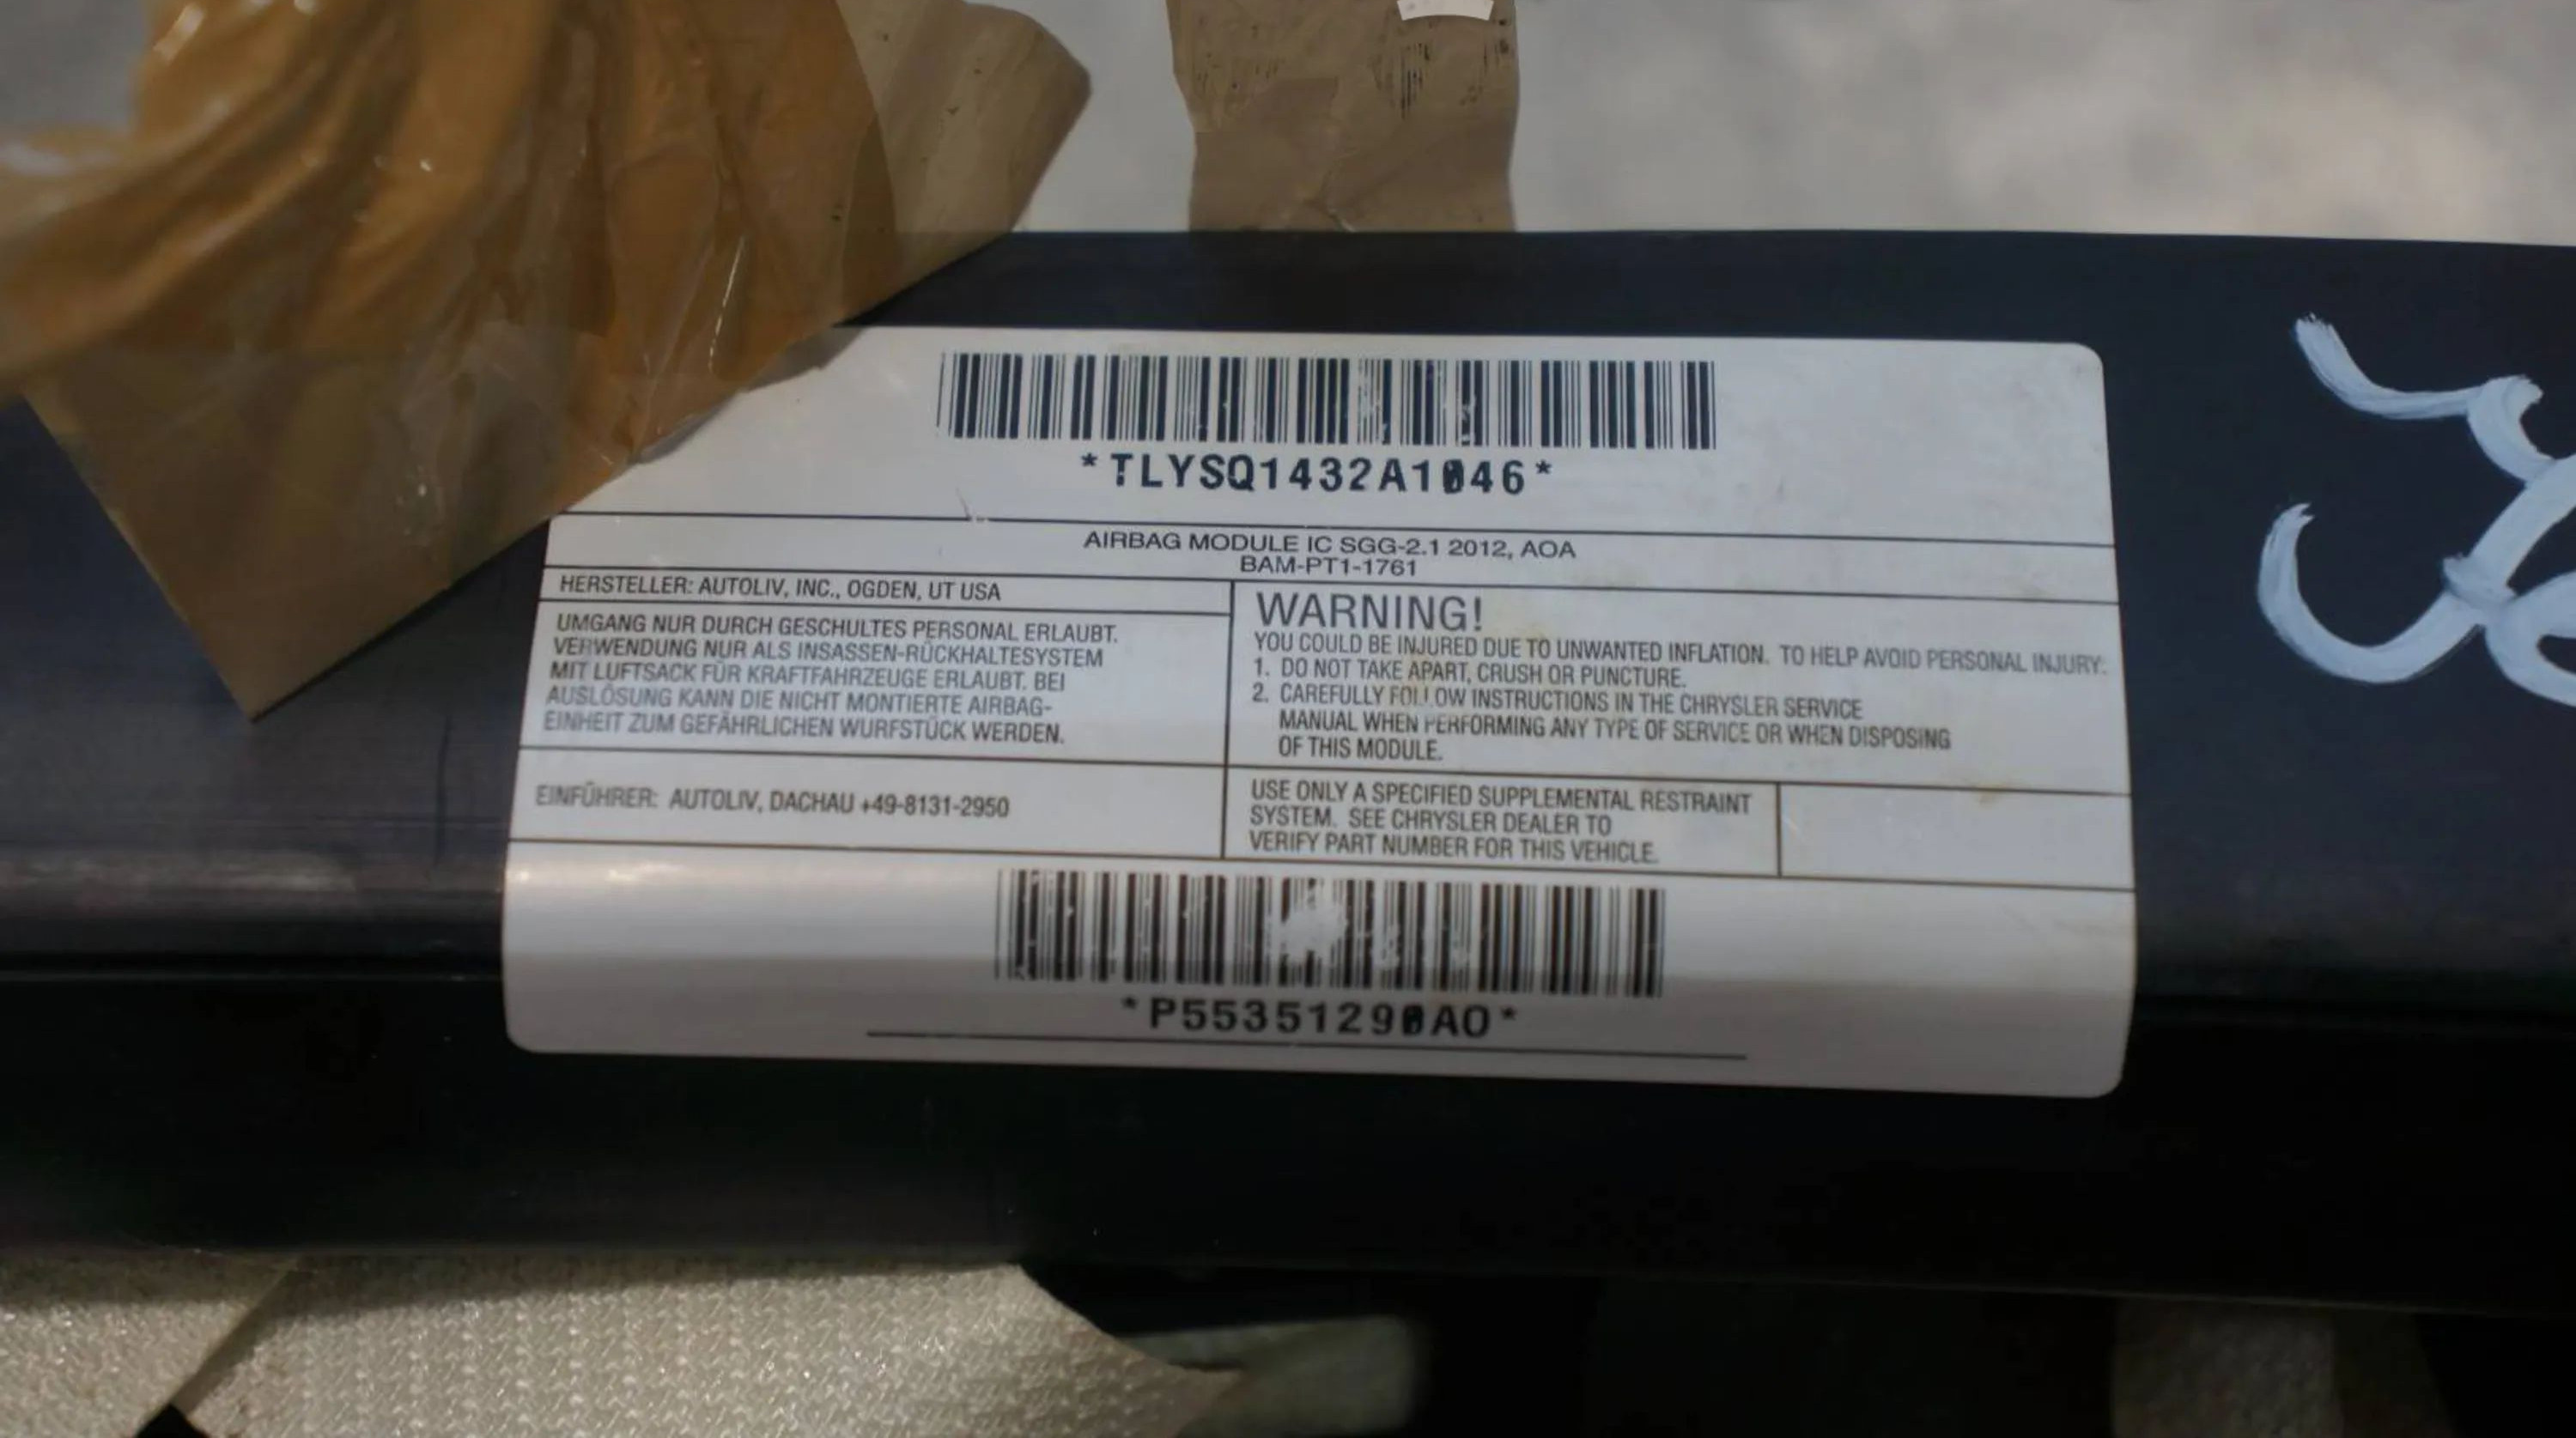 *TLYSQ1432A1046*
AIRBAG MODULE IC SGG-2.1 2012, AOA
BAM-PT1-1761
HERSTELLER: AUTOLIV, INC., OGDEN, UT USA
UMGANG NUR DURCH GESCHULTES PERSONAL ERLAUBT.
VERWENDUNG NUR ALS INSASSEN-RÜCKHALTESYSTEM
MIT LUFTSACK FÜR KRAFTFAHRZEUGE ERLAUBT. BEI
AUSLÖSUNG KANN DIE NICHT MONTIERTE AIRBAG-
EINHEIT ZUM GEFÄHRLICHEN WURFSTÜCK WERDEN.
EINFÜHRER: AUTOLIV, DACHAU +49-8131-2950
WARNING!
YOU COULD BE INJURED DUE TO UNWANTED INFLATION. TO HELP AVOID PERSONAL INJURY:
1. DO NOT TAKE APART, CRUSH OR PUNCTURE.
2. CAREFULLY FOLLOW INSTRUCTIONS IN THE CHRYSLER SERVICE
MANUAL WHEN PERFORMING ANY TYPE OF SERVICE OR WHEN DISPOSING
OF THIS MODULE.
USE ONLY A SPECIFIED SUPPLEMENTAL RESTRAINT
SYSTEM. SEE CHRYSLER DEALER TO
VERIFY PART NUMBER FOR THIS VEHICLE.
*P55351290AO*